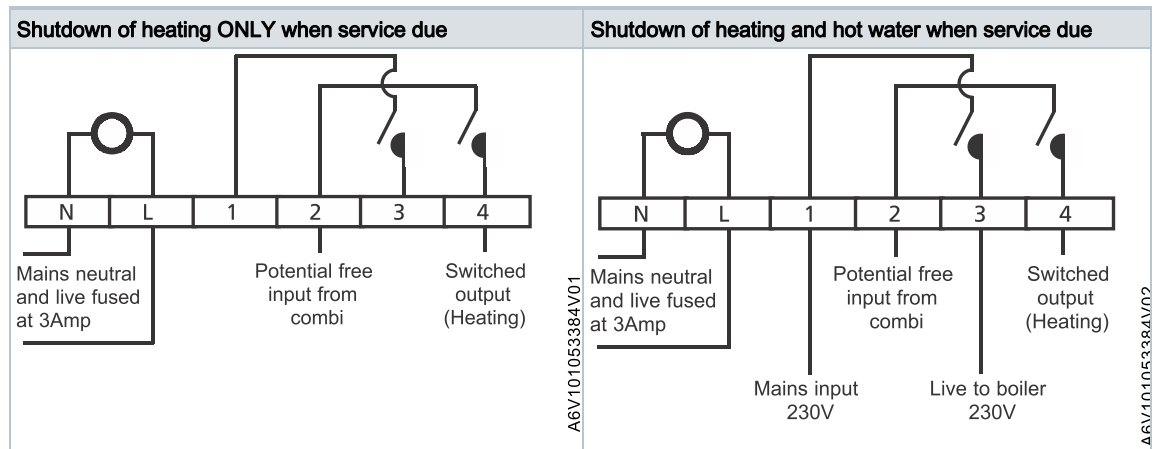 Shutdown of heating ONLY when service due
N L 1 2 3 4
Mains neutral
and live fused
at 3Amp
Potential free
input from
combi
Switched
output
(Heating)
A6V101053384V01
Shutdown of heating and hot water when service due
N L 1 2 3 4
Mains neutral
and live fused
at 3Amp
Potential free
input from
combi
Switched
output
(Heating)
Mains input
230V
Live to boiler
230V
A6V101053384V02